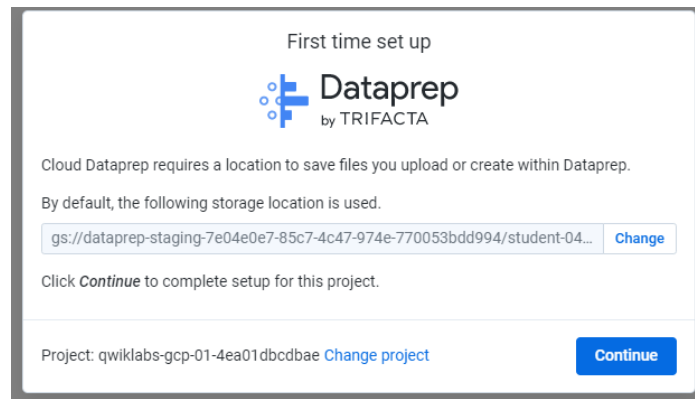 First time set up
Dataprep
by TRIFACTA
Cloud Dataprep requires a location to save files you upload or create within Dataprep.
By default, the following storage location is used.
gs://dataprep-staging-7e04e0e7-85c7-4c47-974e-770053bdd994/student-04... Change
Click Continue to complete setup for this project.
Project: qwiklabs-gcp-01-4ea01dbcdbae Change project Continue